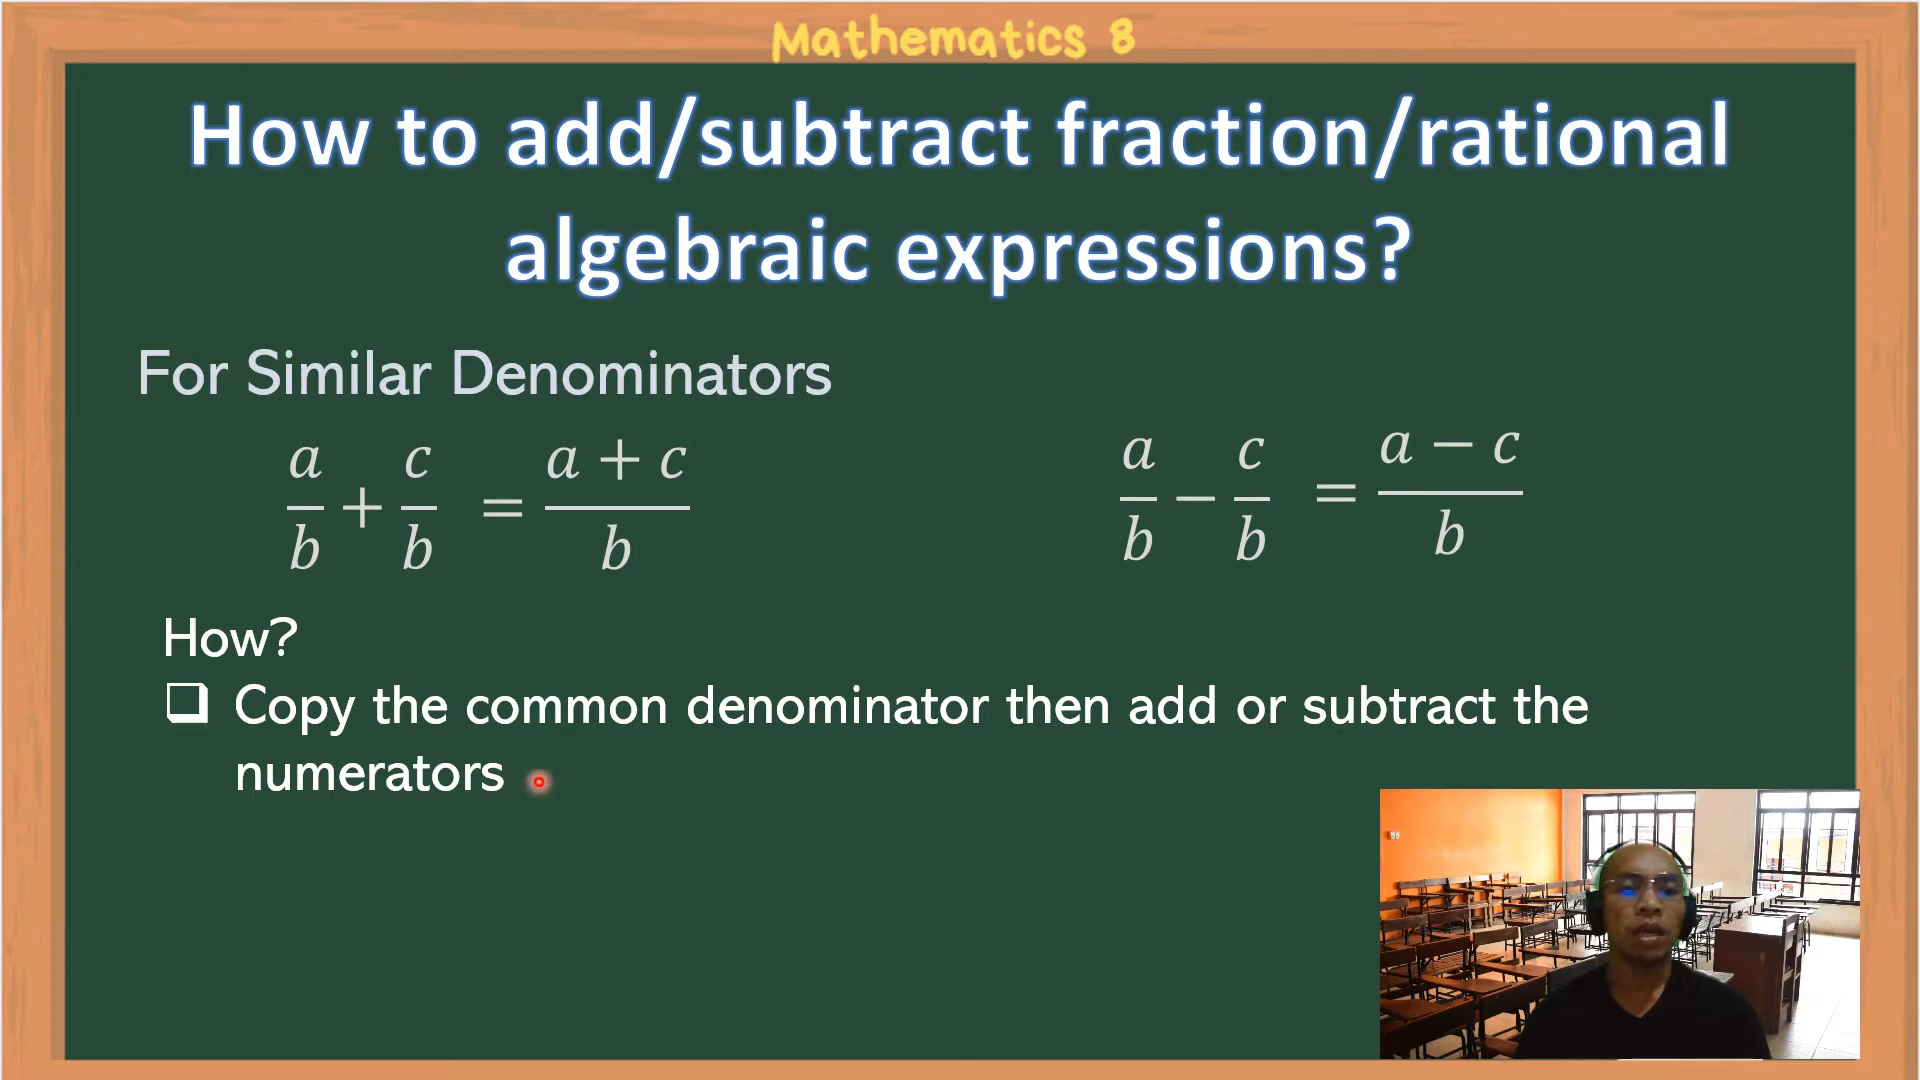 Mathematics 8
How to add/subtract fraction/rational
algebraic expressions?
For Similar Denominators
a/b + c/b = (a + c)/b
a/b − c/b = (a − c)/b
How?
❑ Copy the common denominator then add or subtract the
numerators